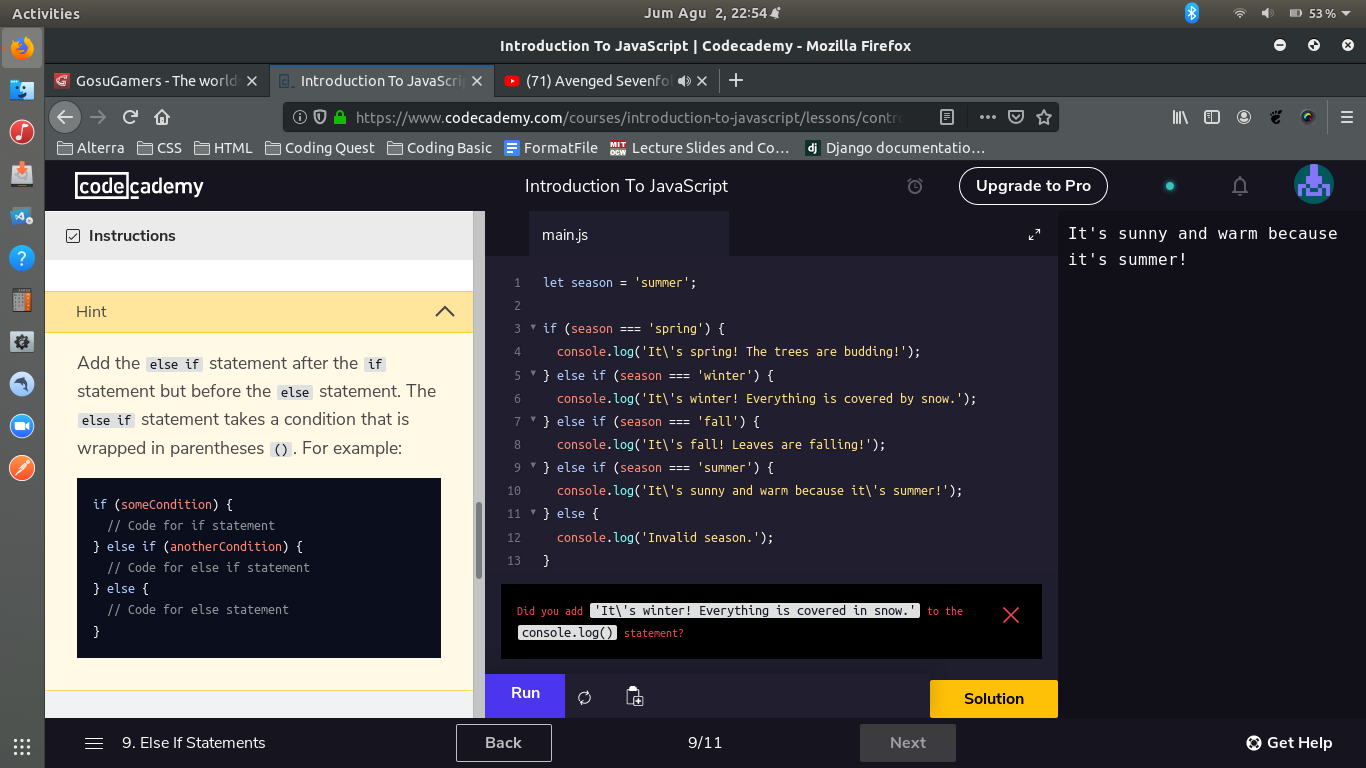 Activities
Jum Agu 2, 22:54
53 %
Introduction To JavaScript | Codecademy - Mozilla Firefox
GosuGamers - The world
Introduction To JavaScri
(71) Avenged Sevenfol
https://www.codecademy.com/courses/introduction-to-javascript/lessons/contr
Alterra
CSS
HTML
Coding Quest
Coding Basic
FormatFile
MIT OCW
Lecture Slides and Co…
dj
Django documentatio…
codecademy
Introduction To JavaScript
Upgrade to Pro
Instructions
Hint
Add the else if statement after the if
statement but before the else statement. The
else if statement takes a condition that is
wrapped in parentheses (). For example:
if (someCondition) {
// Code for if statement
} else if (anotherCondition) {
// Code for else if statement
} else {
// Code for else statement
}
main.js
1 let season = 'summer';
2
3 if (season === 'spring') {
4 console.log('It\'s spring! The trees are budding!');
5 } else if (season === 'winter') {
6 console.log('It\'s winter! Everything is covered by snow.');
7 } else if (season === 'fall') {
8 console.log('It\'s fall! Leaves are falling!');
9 } else if (season === 'summer') {
10 console.log('It\'s sunny and warm because it\'s summer!');
11 } else {
12 console.log('Invalid season.');
13 }
Did you add 'It\'s winter! Everything is covered in snow.' to the
console.log() statement?
Run
Solution
It's sunny and warm because
it's summer!
9. Else If Statements
Back
9/11
Next
Get Help